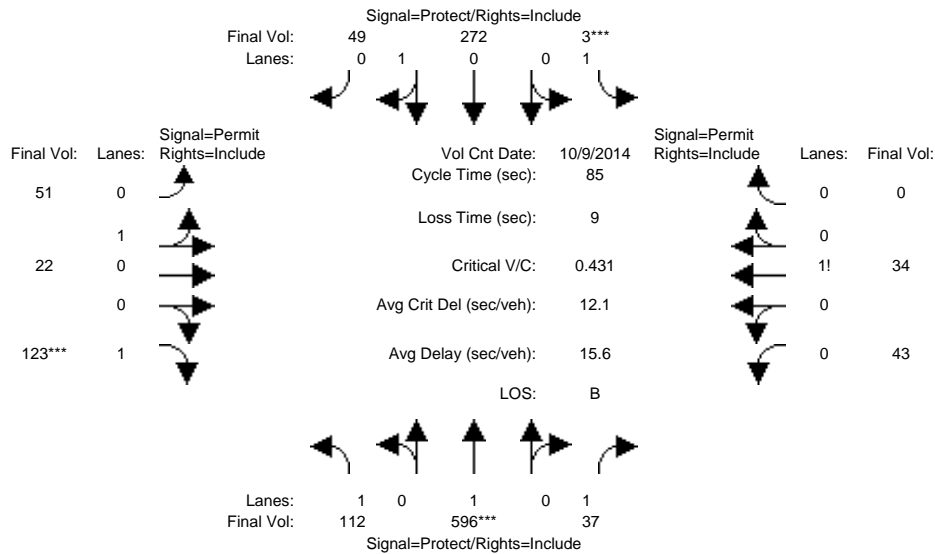 Signal=Protect/Rights=Include
Final Vol: 49 272 3***
Lanes: 0 1 0 0 1
Signal=Permit
Final Vol: Lanes: Rights=Include
Vol Cnt Date: 10/9/2014
Signal=Permit
Rights=Include Lanes: Final Vol:
Cycle Time (sec): 85
51 0
0 0
Loss Time (sec): 9
1
0
22 0
Critical V/C: 0.431
1! 34
0
Avg Crit Del (sec/veh): 12.1
0
123*** 1
Avg Delay (sec/veh): 15.6
0 43
LOS: B
Lanes: 1 0 1 0 1
Final Vol: 112 596*** 37
Signal=Protect/Rights=Include